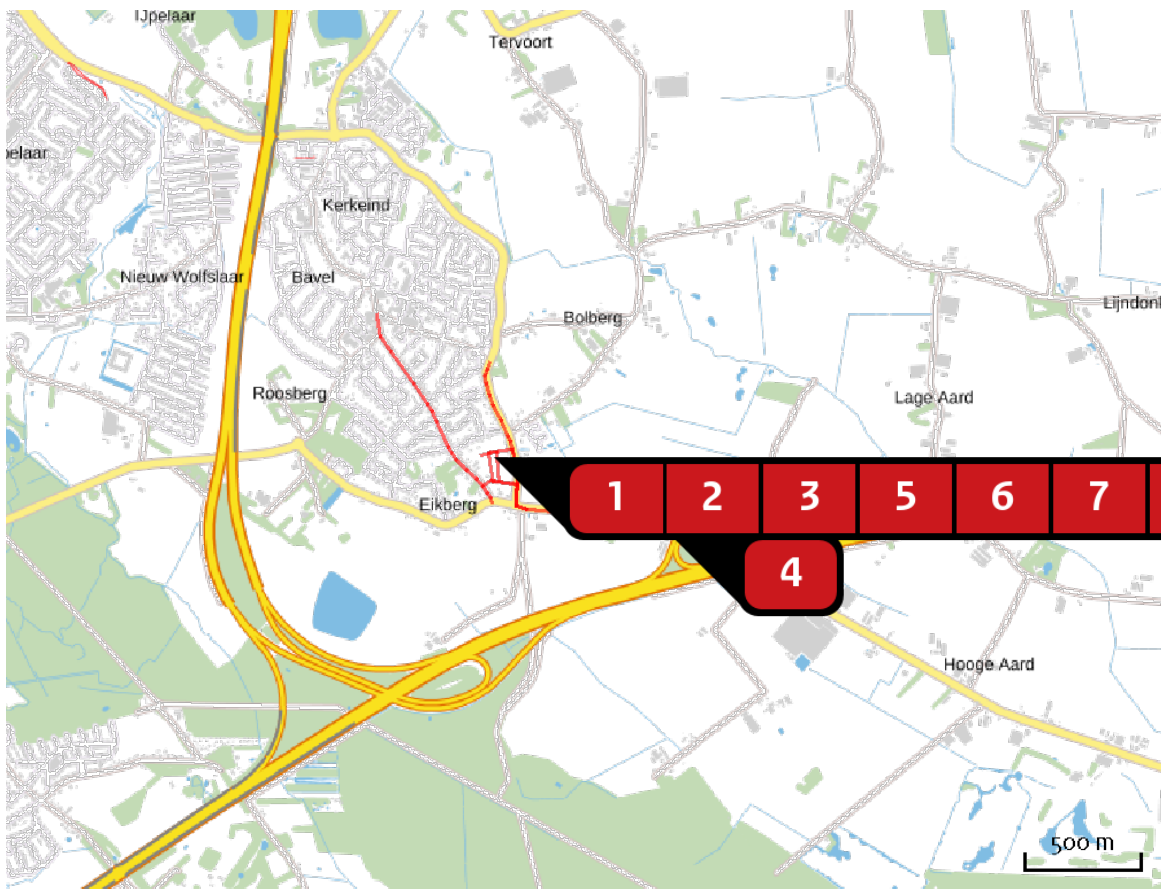 IJpelaar
Tervoort
pelaar
Kerkeind
Nieuw Wolfslaar
Bavel
Bolberg
Lijndonk
Roosberg
Lage Aard
Eikberg
1 2 3 5 6 7
4
Hooge Aard
500 m